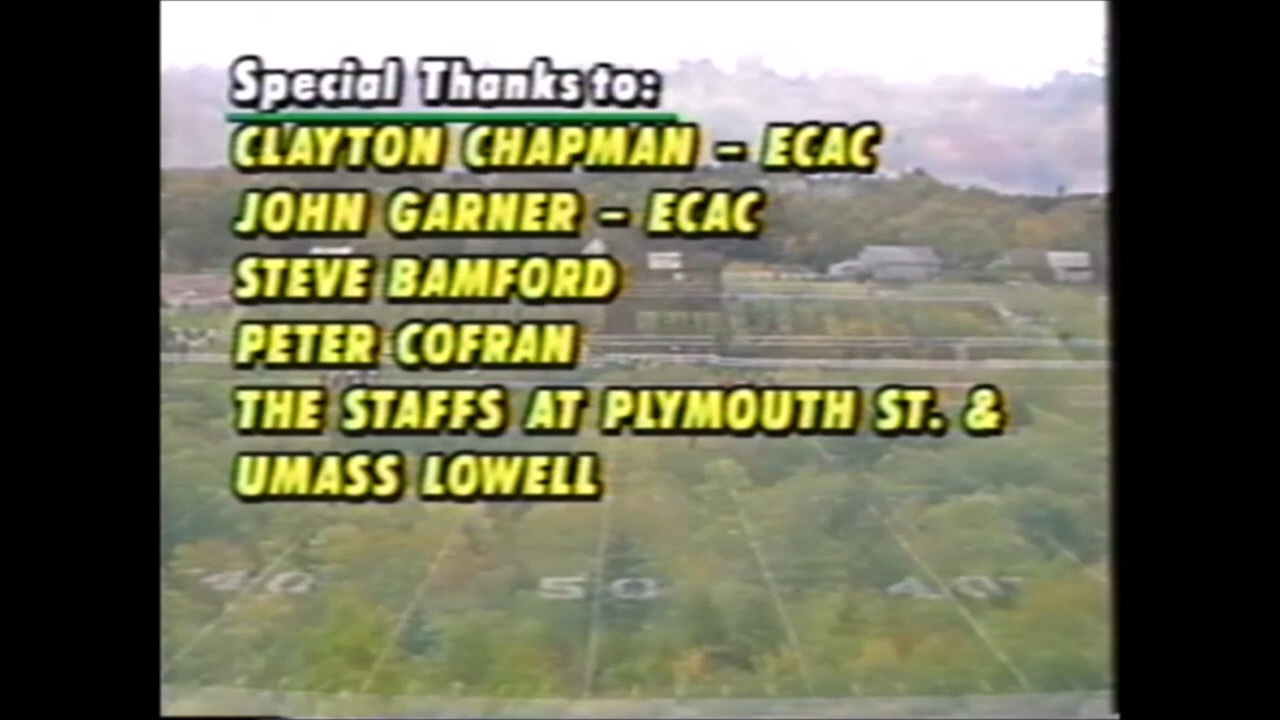 Special Thanks to:
CLAYTON CHAPMAN – ECAC
JOHN GARNER – ECAC
STEVE BAMFORD
PETER COFRAN
THE STAFFS AT PLYMOUTH ST. &
UMASS LOWELL
40 50 40